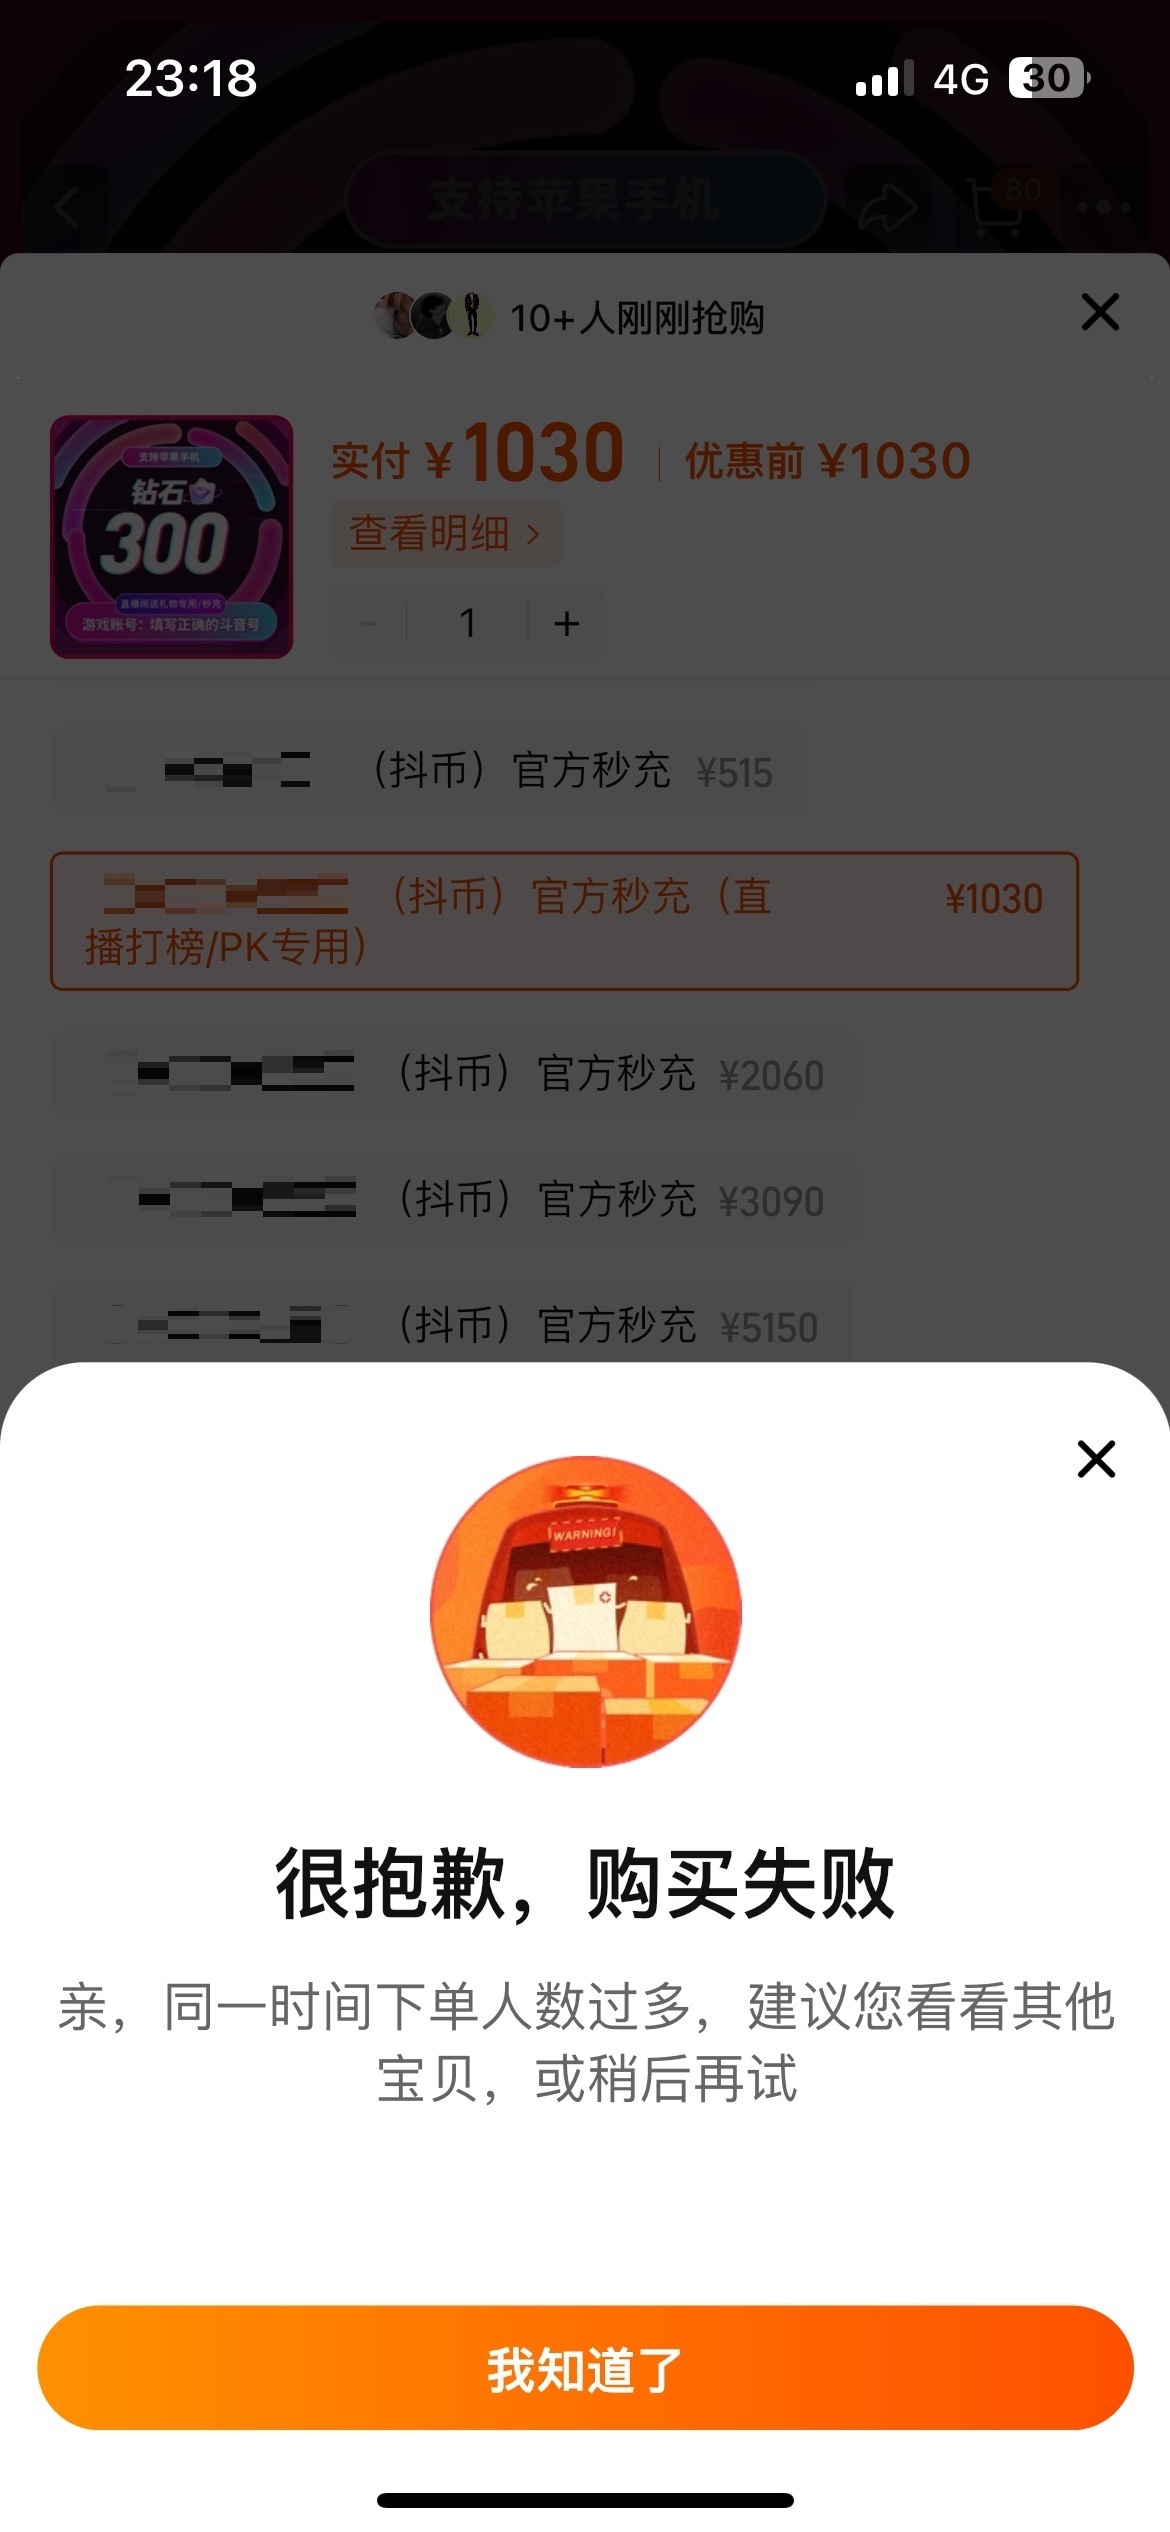 23:18
4G
30
支持苹果手机
80
10+人刚刚抢购
支持苹果手机
钻石
300
直播间送礼物专用/秒充
游戏账号：填写正确的斗音号
实付 ¥1030 | 优惠前 ¥1030
查看明细 >
- 1 +
（抖币）官方秒充 ¥515
（抖币）官方秒充（直 ¥1030
播打榜/PK专用）
（抖币）官方秒充 ¥2060
（抖币）官方秒充 ¥3090
（抖币）官方秒充 ¥5150
WARNING!
很抱歉，购买失败
亲，同一时间下单人数过多，建议您看看其他
宝贝，或稍后再试
我知道了